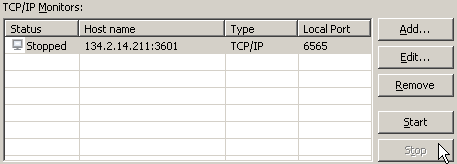 TCP/IP Monitors:
Status Host name Type Local Port
Stopped 134.2.14.211:3601 TCP/IP 6565
Add...
Edit...
Remove
Start
Stop